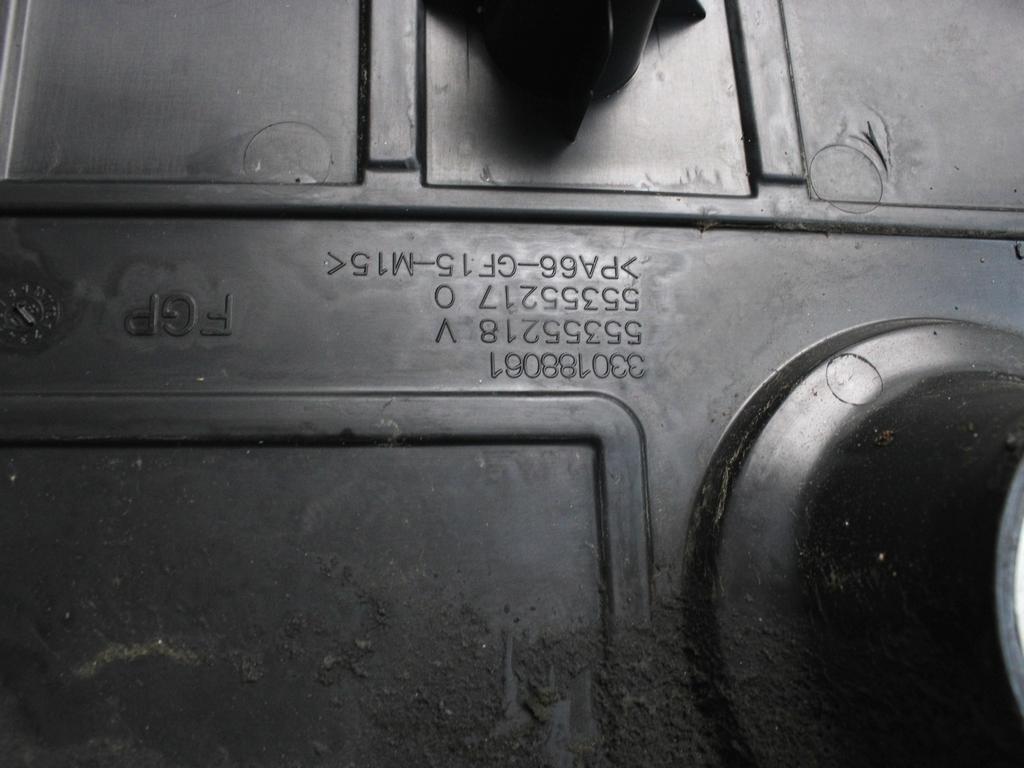 330188061
55355218 V
55355217 O
>PA66-GF15-M15<
FGP